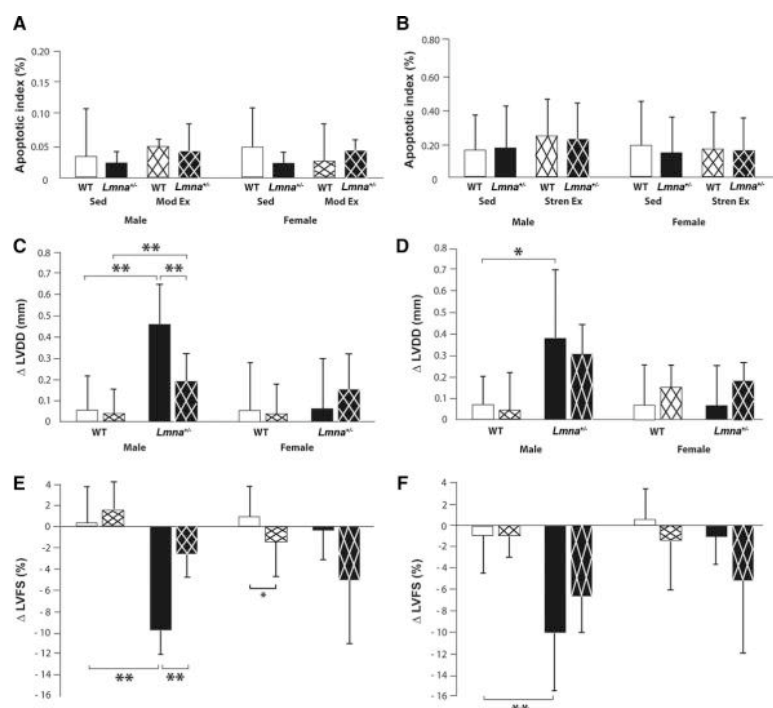 A
Apoptotic index (%)
0.20
0.15
0.10
0.05
0
WT Lmna+/- WT Lmna+/- WT Lmna+/- WT Lmna+/-
Sed Mod Ex Sed Mod Ex
Male Female
B
Apoptotic index (%)
0.80
0.60
0.40
0.20
0
WT Lmna+/- WT Lmna+/- WT Lmna+/- WT Lmna+/-
Sed Stren Ex Sed Stren Ex
Male Female
C
Δ LVDD (mm)
0.8
0.7
0.6
0.5
0.4
0.3
0.2
0.1
0
**
** **
WT Lmna+/- WT Lmna+/-
Male Female
D
Δ LVDD (mm)
0.8
0.7
0.6
0.5
0.4
0.3
0.2
0.1
0
*
WT Lmna+/- WT Lmna+/-
Male Female
E
Δ LVFS (%)
4
2
0
- 2
- 4
- 6
- 8
- 10
- 12
- 14
- 16
*
** **
F
Δ LVFS (%)
4
2
0
- 2
- 4
- 6
- 8
- 10
- 12
- 14
- 16
**